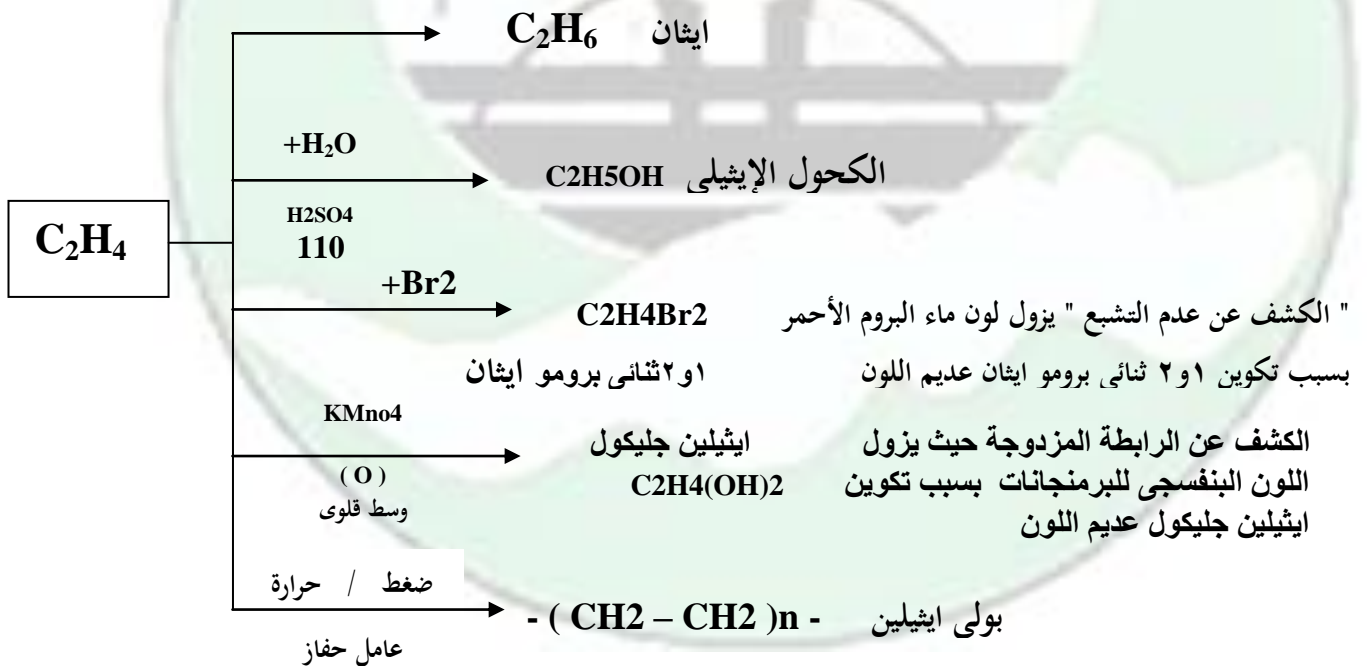 C₂H₆ ايثان
+H₂O
C2H5OH الكحول الإيثيلى
H2SO4
110
C₂H₄
+Br2
C2H4Br2 " الكشف عن عدم التشبع " يزول لون ماء البروم الأحمر
١و٢ثنائى برومو ايثان بسبب تكوين ١و٢ ثنائى برومو ايثان عديم اللون
KMno4
ايثيلين جليكول الكشف عن الرابطة المزدوجة حيث يزول
( O )
C2H4(OH)2 اللون البنفسجى للبرمنجانات بسبب تكوين
وسط قلوى
ايثيلين جليكول عديم اللون
ضغط / حرارة
- ( CH2 – CH2 )n - بولى ايثيلين
عامل حفاز